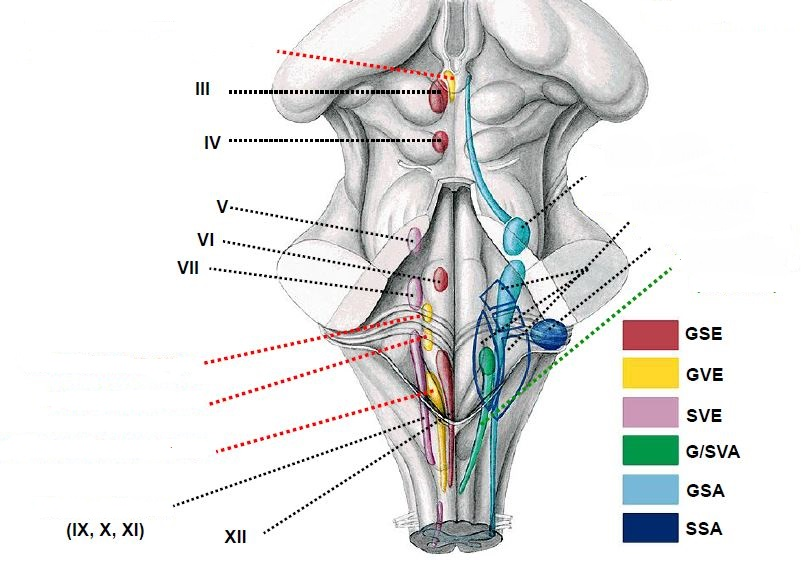 III
IV
V
VI
VII
(IX, X, XI)
XII
GSE
GVE
SVE
G/SVA
GSA
SSA